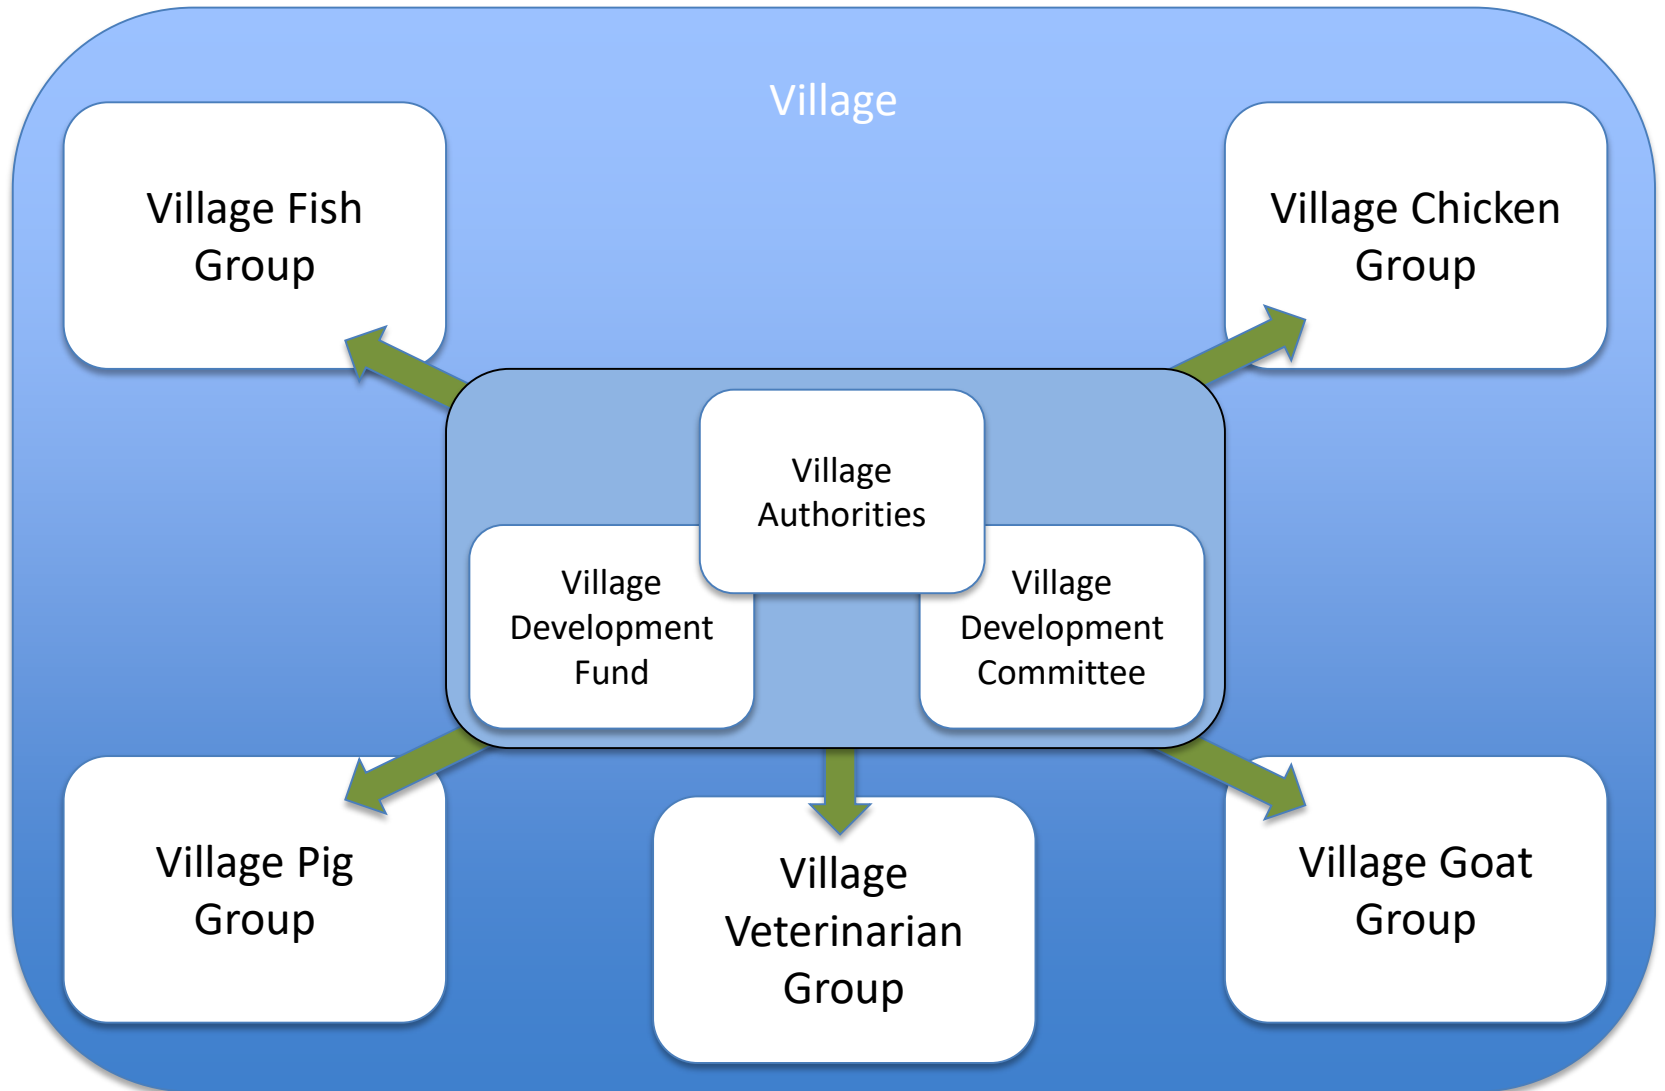 Village
Village Fish
Group
Village Chicken
Group
Village
Authorities
Village
Development
Fund
Village
Development
Committee
Village Pig
Group
Village
Veterinarian
Group
Village Goat
Group